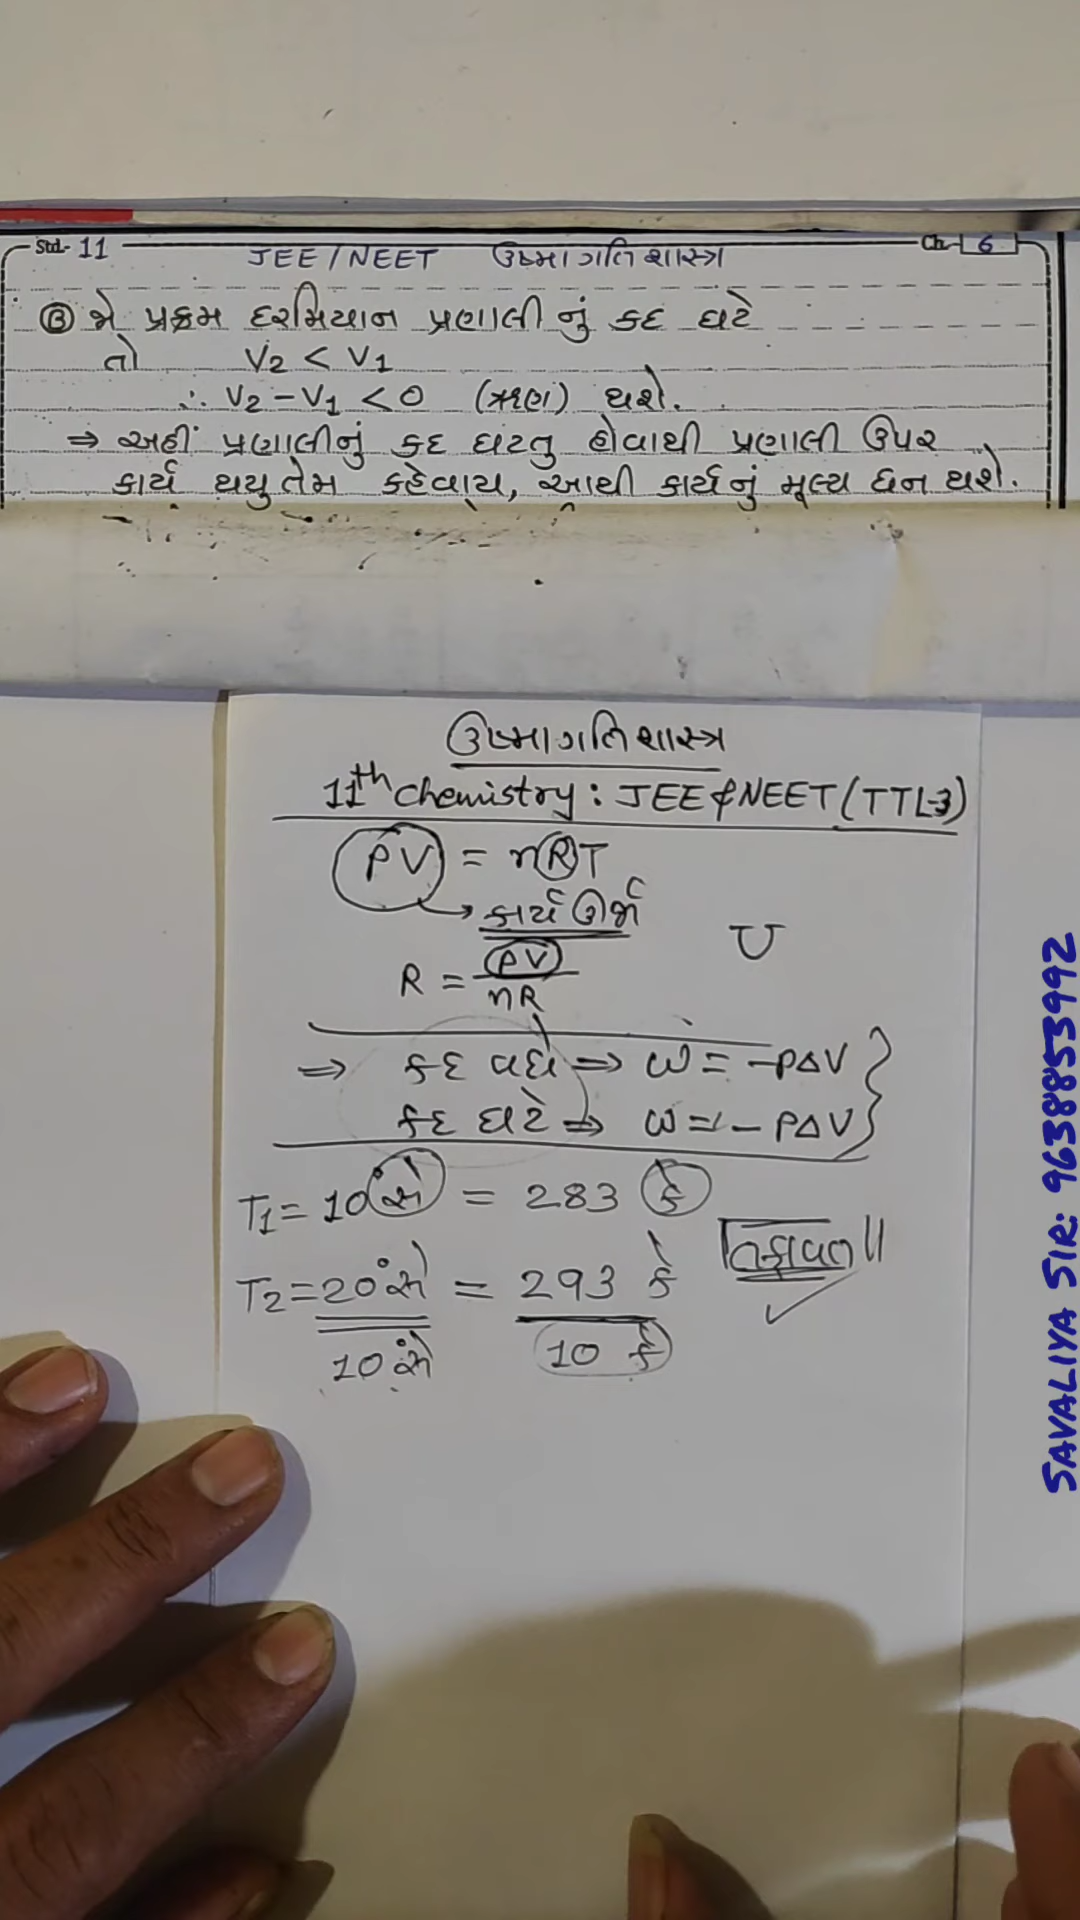 Std.- 11 JEE/NEET ઉષ્માગતિશાસ્ત્ર Ch. 6
Ⓑ જો પ્રક્રમ દરમિયાન પ્રણાલીનું કદ ઘટે
તો V₂ < V₁
∴ V₂ – V₁ < 0 (ઋણ) થશે.
⇒ અહીં પ્રણાલીનું કદ ઘટતુ હોવાથી પ્રણાલી ઉપર
કાર્ય થયુ તેમ કહેવાય, આથી કાર્યનું મૂલ્ય ધન થશે.
ઉષ્માગતિશાસ્ત્ર
11th chemistry : JEE & NEET (TTL-3)
PV = nRT
→ કાર્ય ઊર્જા
U
R = PV / nR
⇒ કદ વધે ⇒ W = – PΔV
કદ ઘટે ⇒ W = – PΔV
T₁ = 10°સે = 283 કે
T₂ = 20°સે = 293 કે
તફાવત ||
10°સે 10 કે
SAVALIYA SIR: 9638853992